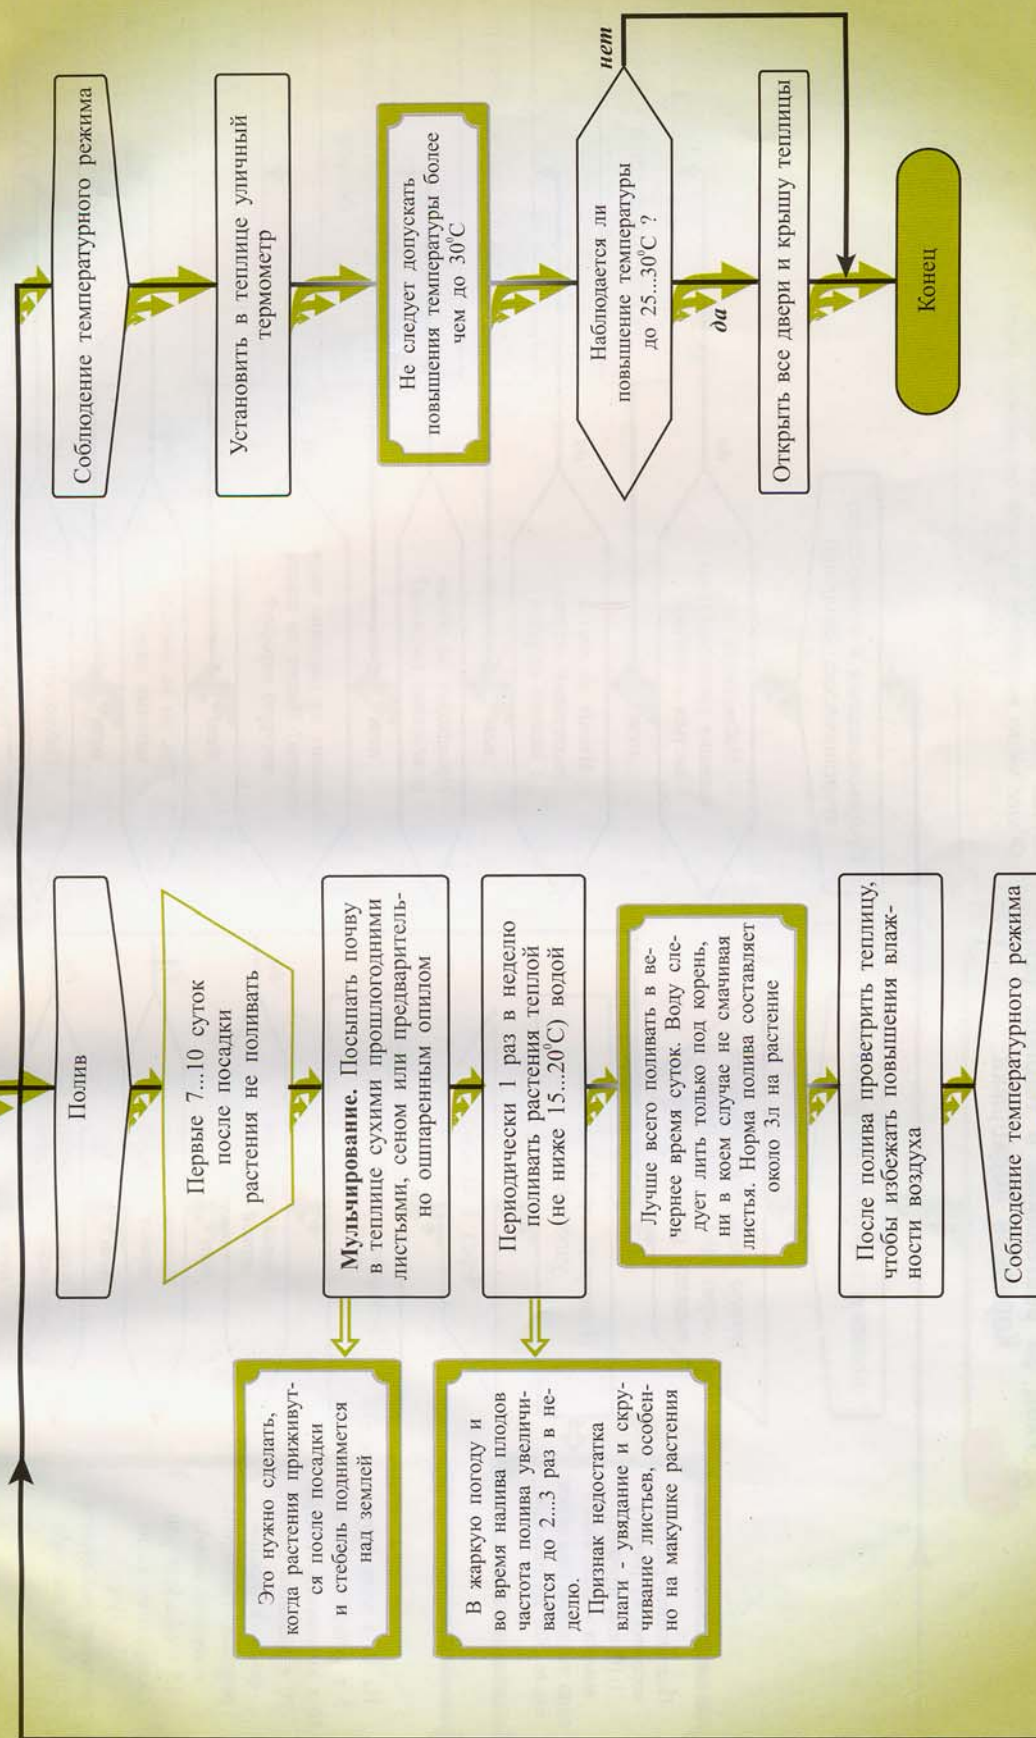 Полив
Первые 7...10 суток
после посадки
растения не поливать
Мульчирование. Посыпать почву
в теплице сухими прошлогодними
листьями, сеном или предваритель-
но ошпаренным опилом
Это нужно сделать,
когда растения приживут-
ся после посадки
и стебель поднимется
над землей
Периодически 1 раз в неделю
поливать растения теплой
(не ниже 15...20⁰С) водой
В жаркую погоду и
во время налива плодов
частота полива увеличи-
вается до 2...3 раз в не-
делю.
Признак недостатка
влаги - увядание и скру-
чивание листьев, особен-
но на макушке растения
Лучше всего поливать в ве-
чернее время суток. Воду сле-
дует лить только под корень,
ни в коем случае не смачивая
листья. Норма полива составляет
около 3л на растение
После полива проветрить теплицу,
чтобы избежать повышения влаж-
ности воздуха
Соблюдение температурного режима
Соблюдение температурного режима
Установить в теплице уличный
термометр
Не следует допускать
повышения температуры более
чем до 30⁰С
Наблюдается ли
повышение температуры
до 25...30⁰С ?
нет
да
Открыть все двери и крышу теплицы
Конец